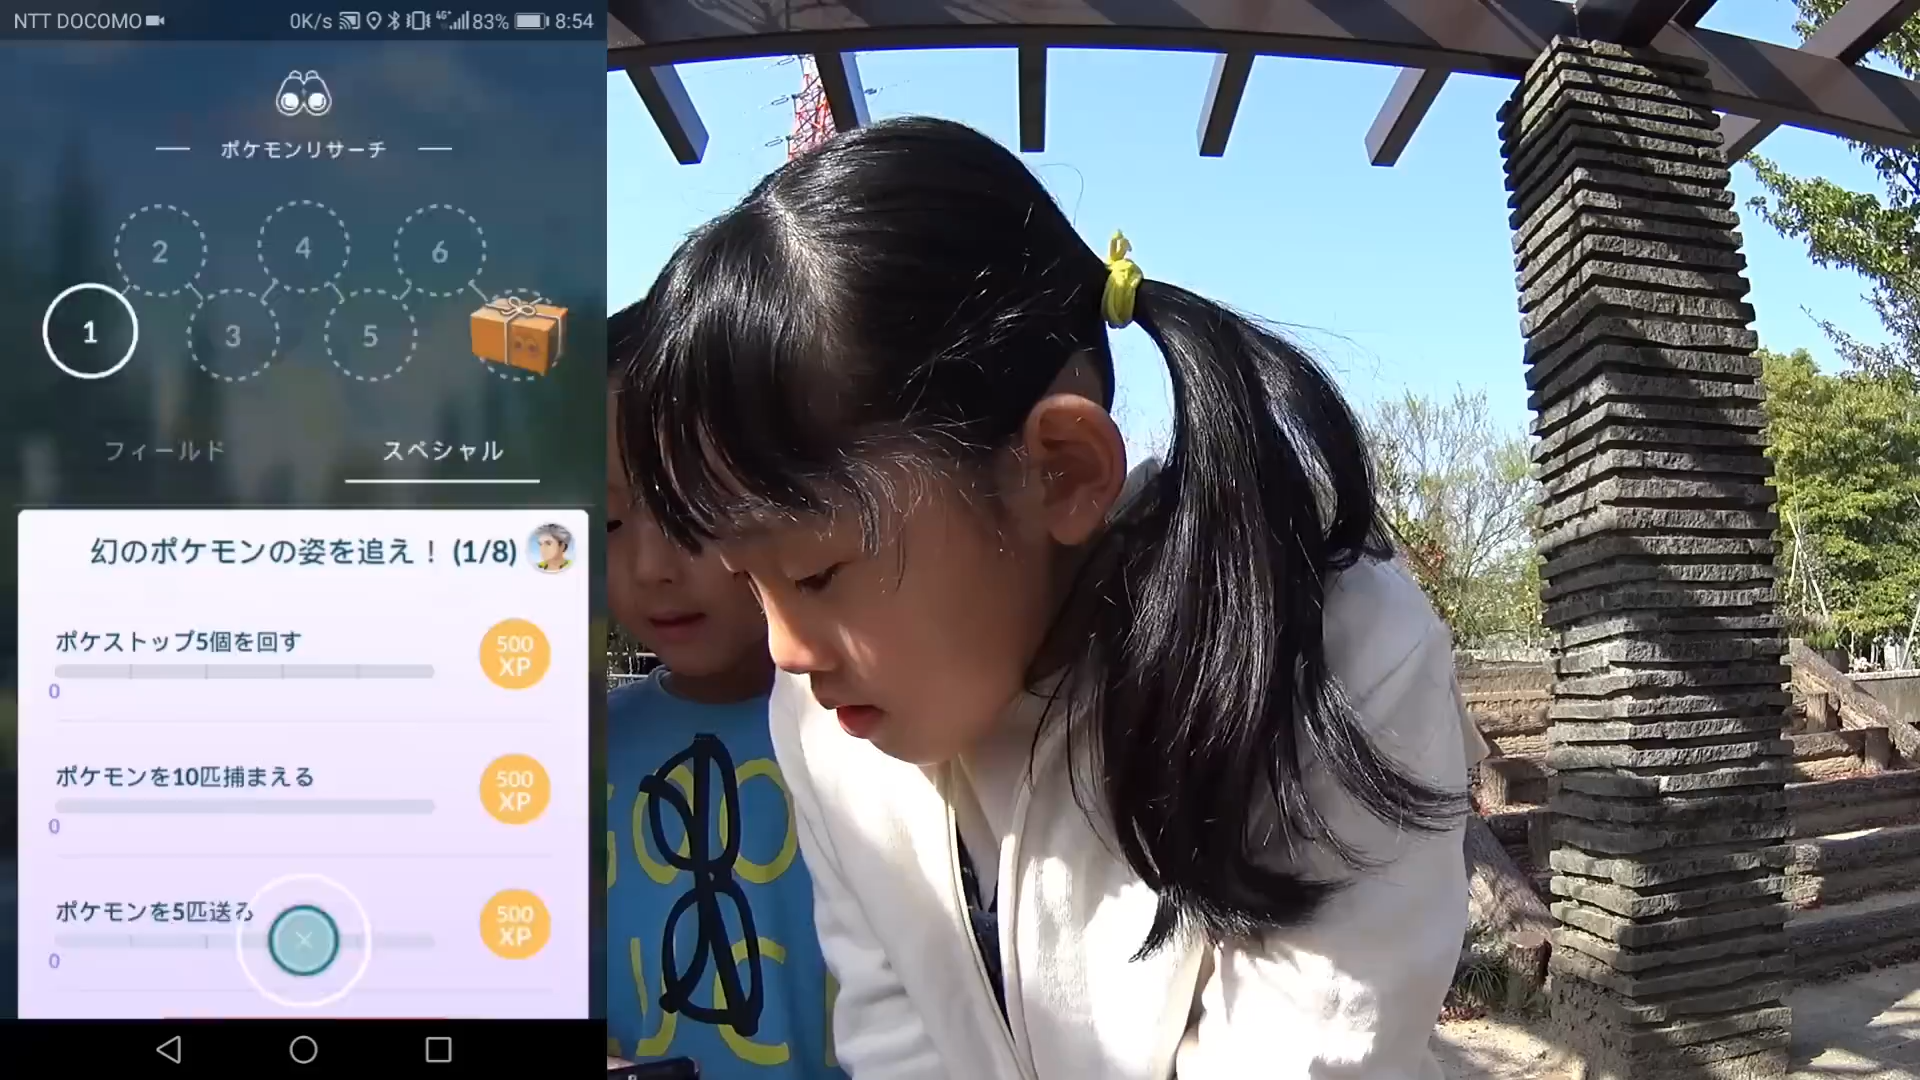 NTT DOCOMO 0K/s 4G+ 83% 8:54
ポケモンリサーチ
2 4 6
1 3 5
フィールド スペシャル
幻のポケモンの姿を追え！ (1/8)
ポケストップ5個を回す
500 XP
0
ポケモンを10匹捕まえる
500 XP
0
ポケモンを5匹送る
500 XP
0